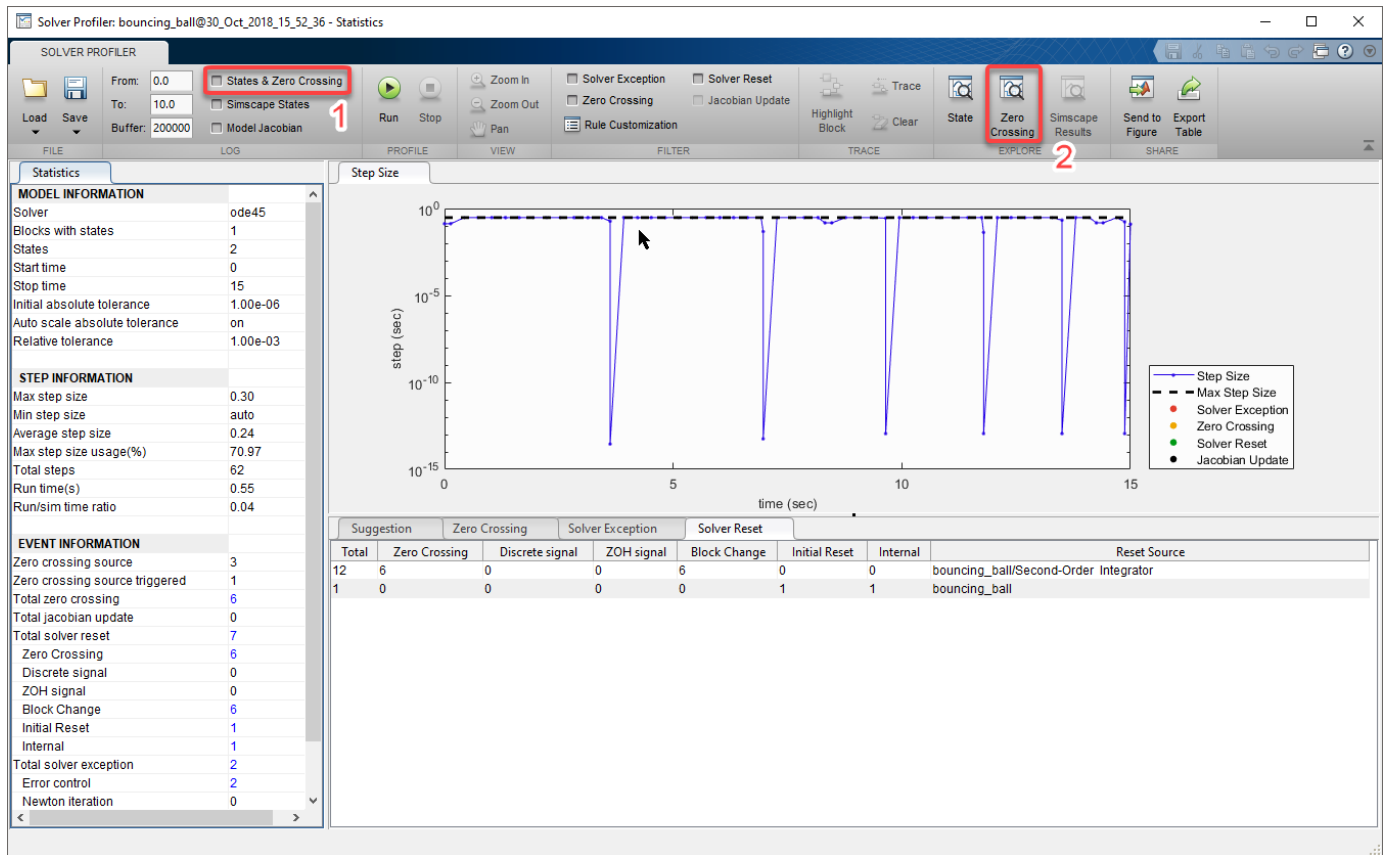 Solver Profiler: bouncing_ball@30_Oct_2018_15_52_36 - Statistics
SOLVER PROFILER
Load
Save
FILE
From: 0.0
To: 10.0
Buffer: 200000
States & Zero Crossing
Simscape States
Model Jacobian
1
LOG
Run
Stop
PROFILE
Zoom In
Zoom Out
Pan
VIEW
Solver Exception
Solver Reset
Zero Crossing
Jacobian Update
Rule Customization
FILTER
Highlight
Block
Trace
Clear
TRACE
State
Zero
Crossing
Simscape
Results
EXPLORE
2
Send to
Figure
Export
Table
SHARE
Statistics
MODEL INFORMATION
Solver ode45
Blocks with states 1
States 2
Start time 0
Stop time 15
Initial absolute tolerance 1.00e-06
Auto scale absolute tolerance on
Relative tolerance 1.00e-03
STEP INFORMATION
Max step size 0.30
Min step size auto
Average step size 0.24
Max step size usage(%) 70.97
Total steps 62
Run time(s) 0.55
Run/sim time ratio 0.04
EVENT INFORMATION
Zero crossing source 3
Zero crossing source triggered 1
Total zero crossing 6
Total jacobian update 0
Total solver reset 7
Zero Crossing 6
Discrete signal 0
ZOH signal 0
Block Change 6
Initial Reset 1
Internal 1
Total solver exception 2
Error control 2
Newton iteration 0
Step Size
step (sec)
10^0
10^-5
10^-10
10^-15
0 5 10 15
time (sec)
Step Size
Max Step Size
Solver Exception
Zero Crossing
Solver Reset
Jacobian Update
Suggestion Zero Crossing Solver Exception Solver Reset
Total Zero Crossing Discrete signal ZOH signal Block Change Initial Reset Internal Reset Source
12 6 0 0 6 0 0 bouncing_ball/Second-Order Integrator
1 0 0 0 0 1 1 bouncing_ball